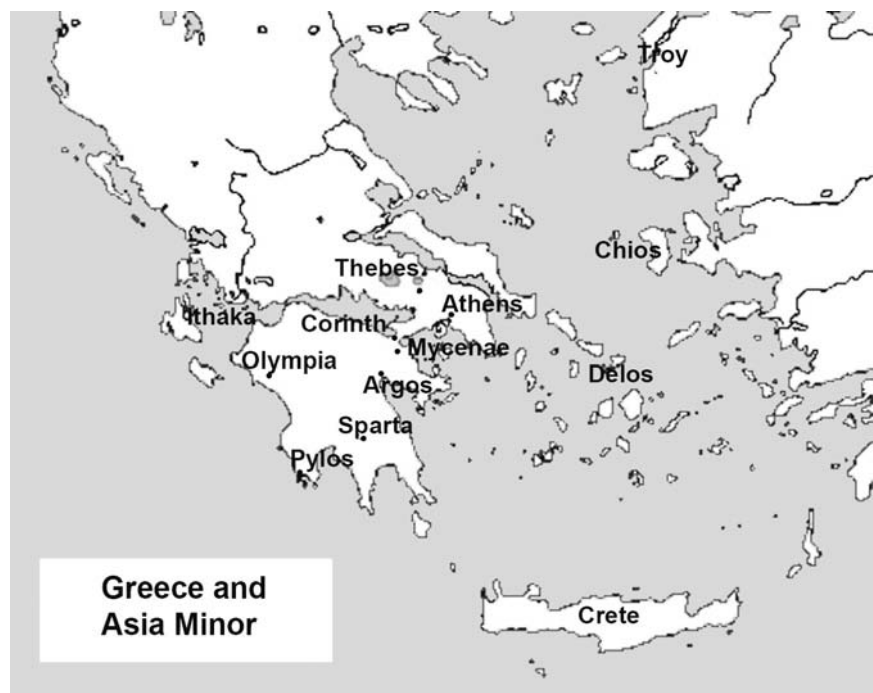 Troy
Chios
Thebes
Athens
Ithaka
Corinth
Mycenae
Olympia
Delos
Argos
Sparta
Pylos
Greece and
Asia Minor
Crete